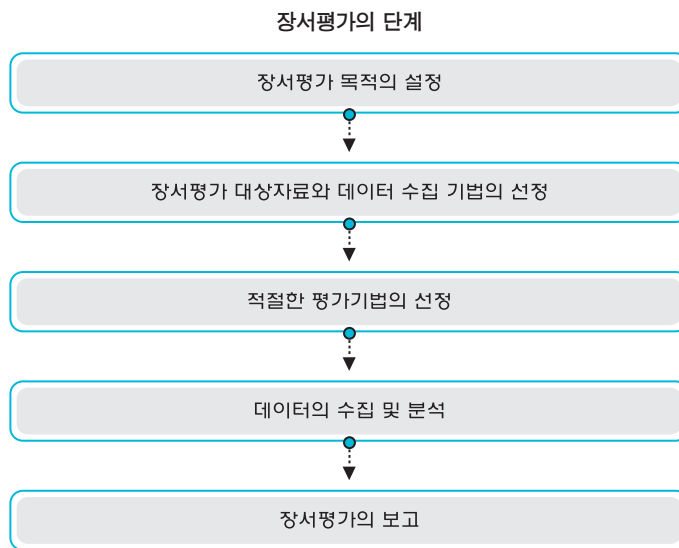 장서평가의 단계
장서평가 목적의 설정
장서평가 대상자료와 데이터 수집 기법의 선정
적절한 평가기법의 선정
데이터의 수집 및 분석
장서평가의 보고